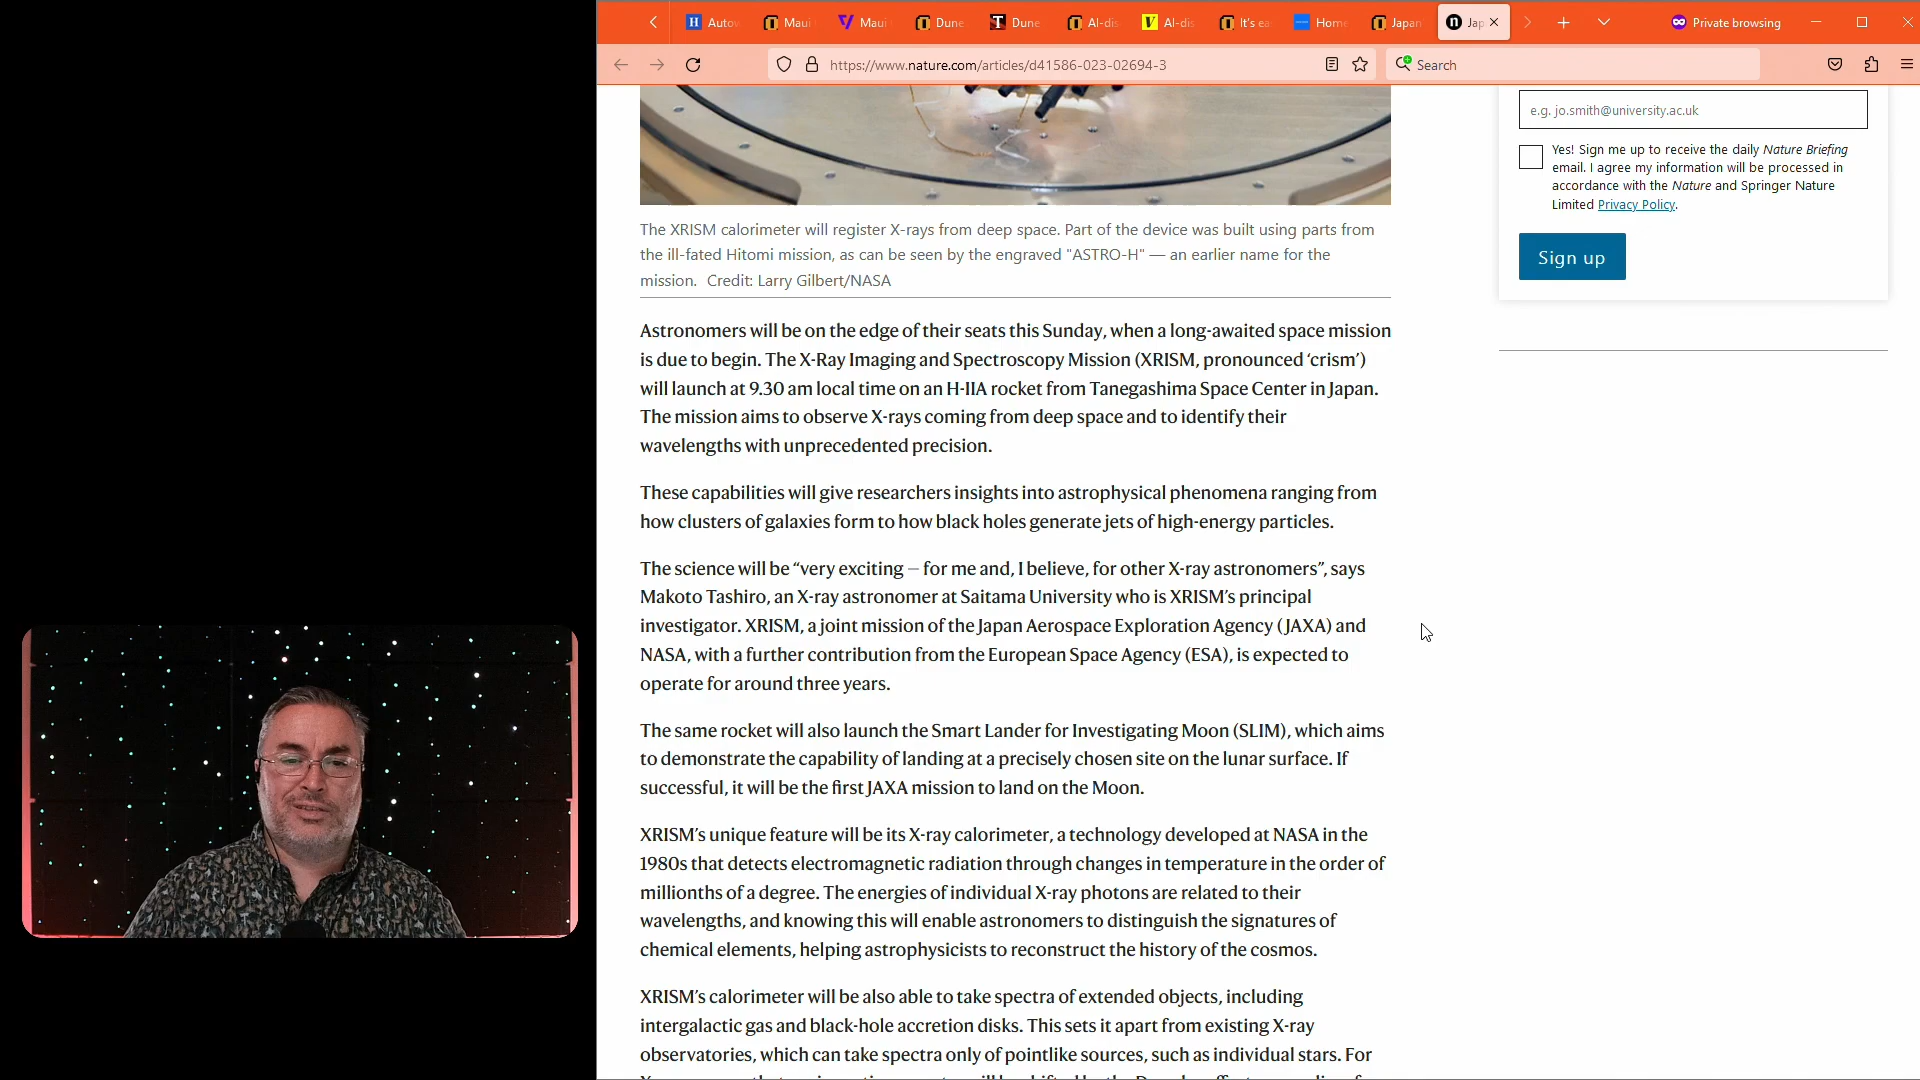 Autov
Maui
Maui
Dune
Dune
AI-dis
AI-dis
It's ea
Home
Japan
Jap
Private browsing
https://www.nature.com/articles/d41586-023-02694-3
Search
e.g. jo.smith@university.ac.uk
Yes! Sign me up to receive the daily Nature Briefing
email. I agree my information will be processed in
accordance with the Nature and Springer Nature
Limited Privacy Policy.
Sign up
The XRISM calorimeter will register X-rays from deep space. Part of the device was built using parts from
the ill-fated Hitomi mission, as can be seen by the engraved "ASTRO-H" — an earlier name for the
mission. Credit: Larry Gilbert/NASA
Astronomers will be on the edge of their seats this Sunday, when a long-awaited space mission
is due to begin. The X-Ray Imaging and Spectroscopy Mission (XRISM, pronounced ‘crism’)
will launch at 9.30 am local time on an H-IIA rocket from Tanegashima Space Center in Japan.
The mission aims to observe X-rays coming from deep space and to identify their
wavelengths with unprecedented precision.
These capabilities will give researchers insights into astrophysical phenomena ranging from
how clusters of galaxies form to how black holes generate jets of high-energy particles.
The science will be “very exciting — for me and, I believe, for other X-ray astronomers”, says
Makoto Tashiro, an X-ray astronomer at Saitama University who is XRISM’s principal
investigator. XRISM, a joint mission of the Japan Aerospace Exploration Agency (JAXA) and
NASA, with a further contribution from the European Space Agency (ESA), is expected to
operate for around three years.
The same rocket will also launch the Smart Lander for Investigating Moon (SLIM), which aims
to demonstrate the capability of landing at a precisely chosen site on the lunar surface. If
successful, it will be the first JAXA mission to land on the Moon.
XRISM’s unique feature will be its X-ray calorimeter, a technology developed at NASA in the
1980s that detects electromagnetic radiation through changes in temperature in the order of
millionths of a degree. The energies of individual X-ray photons are related to their
wavelengths, and knowing this will enable astronomers to distinguish the signatures of
chemical elements, helping astrophysicists to reconstruct the history of the cosmos.
XRISM’s calorimeter will be also able to take spectra of extended objects, including
intergalactic gas and black-hole accretion disks. This sets it apart from existing X-ray
observatories, which can take spectra only of pointlike sources, such as individual stars. For